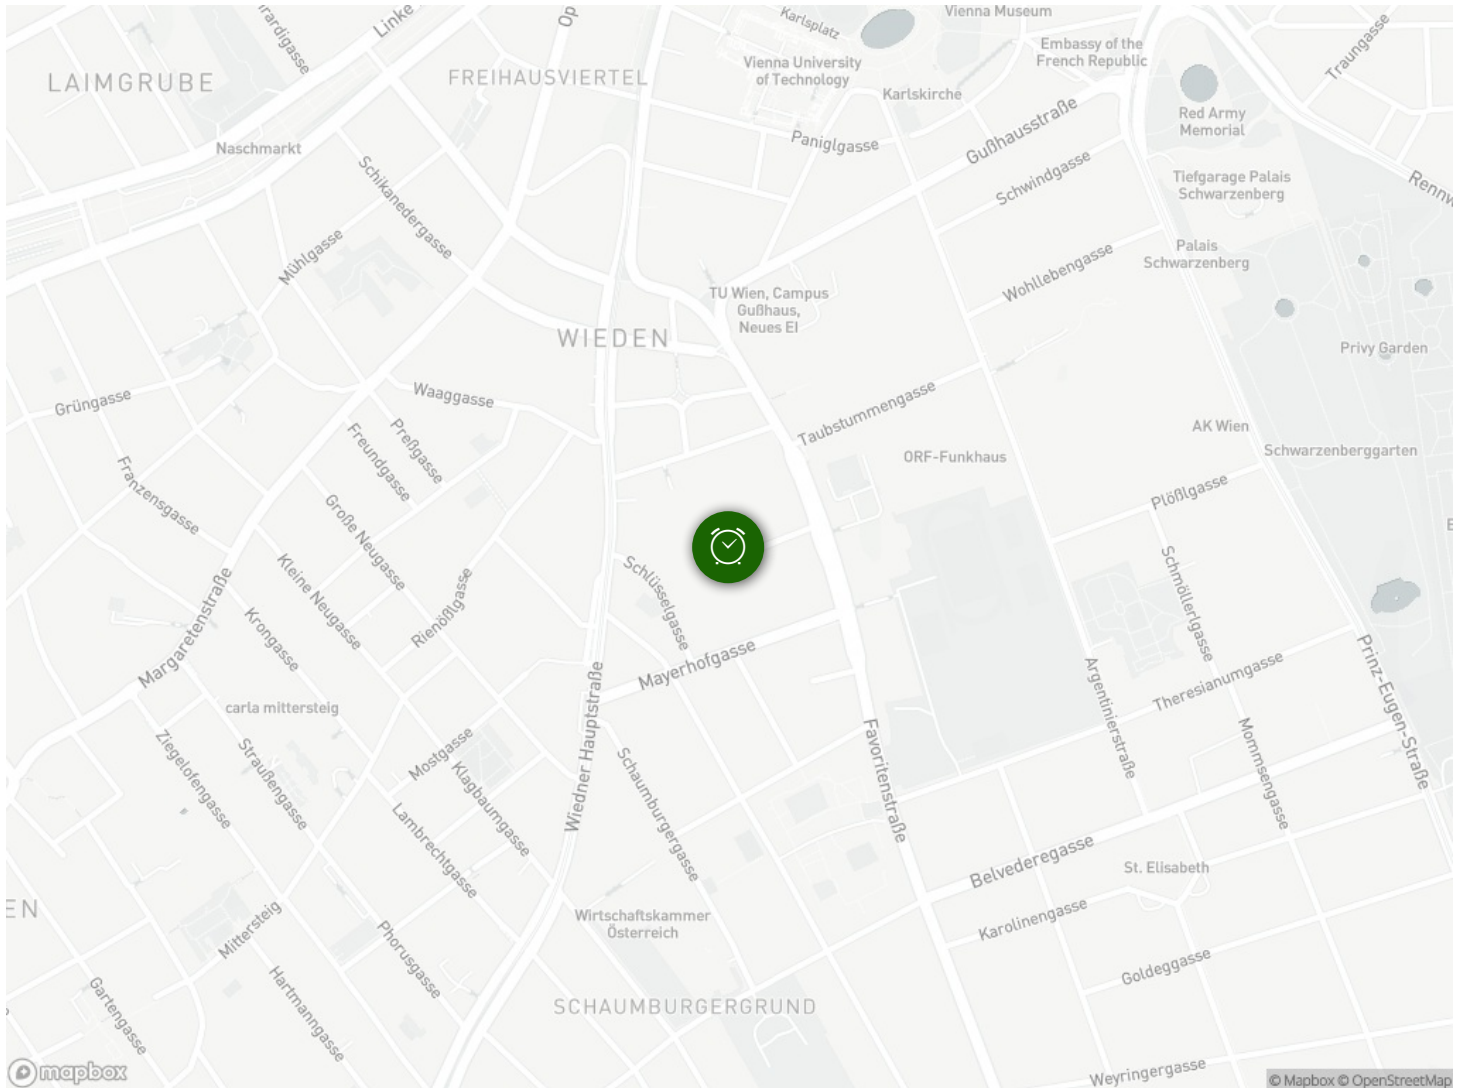 Karlsplatz
Vienna Museum
Linke
Op
Embassy of the
French Republic
Traungasse
LAIMGRUBE
FREIHAUSVIERTEL
Vienna University
of Technology
Karlskirche
Red Army
Memorial
Gußhausstraße
Paniglgasse
Naschmarkt
Schikanedergasse
Schwindgasse
Tiefgarage Palais
Schwarzenberg
Mühlgasse
Wohllebengasse
Palais
Schwarzenberg
TU Wien, Campus
Gußhaus,
Neues EI
WIEDEN
Privy Garden
Grüngasse
Waaggasse
Taubstummengasse
Preßgasse
Freundgasse
AK Wien
ORF-Funkhaus
Schwarzenberggarten
Franzensgasse
Große Neugasse
Plößlgasse
Kleine Neugasse
Schlüsselgasse
Schmöllerlgasse
Margaretenstraße
Krongasse
Rienößlgasse
Mayerhofgasse
Argentinierstraße
Theresianumgasse
Prinz-Eugen-Straße
carla mittersteig
Wiedner Hauptstraße
Ziegelofengasse
Straußengasse
Mostgasse
Klagbaumgasse
Schaumburgergasse
Favoritenstraße
Mommsengasse
Lambrechtgasse
Belvederegasse
St. Elisabeth
EN
Mittersteig
Phorusgasse
Wirtschaftskammer
Österreich
Karolinengasse
Goldeggasse
Gartengasse
Hartmanngasse
SCHAUMBURGERGRUND
Weyringergasse
mapbox
© Mapbox © OpenStreetMap